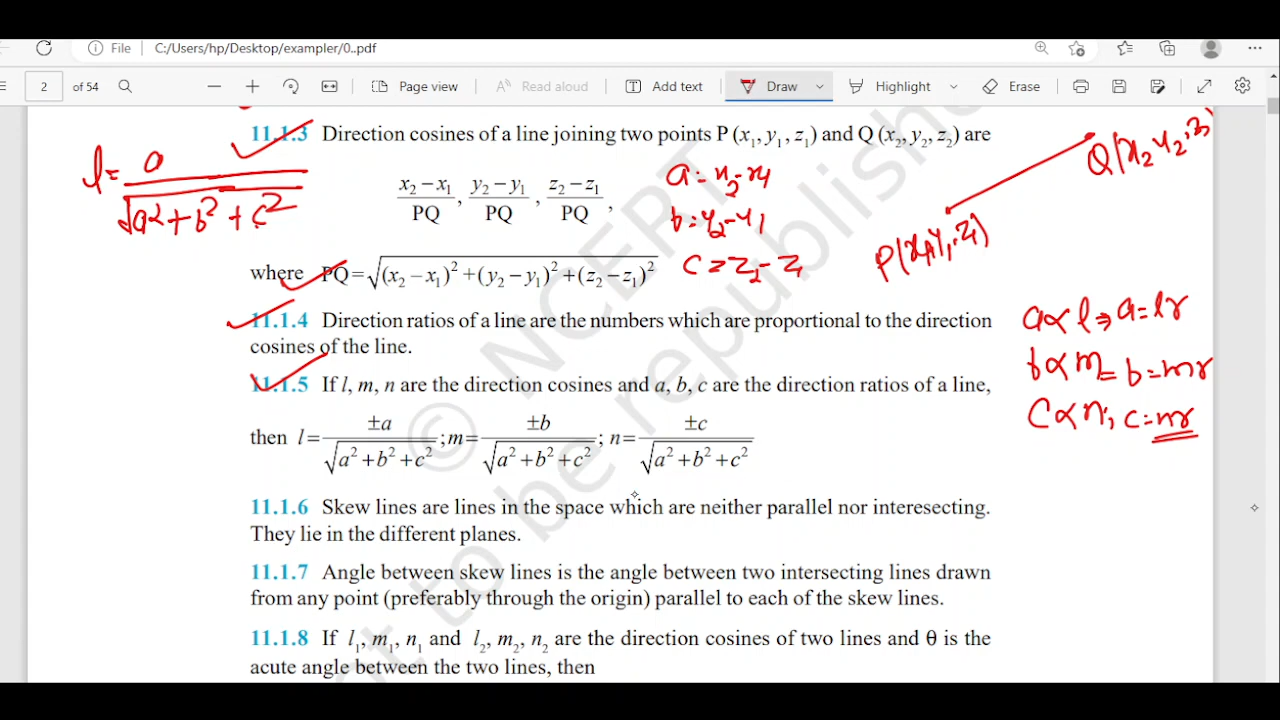 File C:/Users/hp/Desktop/exampler/0..pdf
2 of 54 Page view Read aloud Add text Draw Highlight Erase
11.1.3 Direction cosines of a line joining two points P (x₁, y₁, z₁) and Q (x₂, y₂, z₂) are
l = a / √a²+b²+c²
(x₂−x₁)/PQ, (y₂−y₁)/PQ, (z₂−z₁)/PQ,
a = x₂-x₁
b = y₂-y₁
c = z₂- z₁
Q(x₂ y₂, z₂)
P(x₁, y₁, z₁)
where PQ = √(x₂−x₁)²+(y₂−y₁)²+(z₂−z₁)²
11.1.4 Direction ratios of a line are the numbers which are proportional to the direction
cosines of the line.
a∝l ⇒ a = lr
b∝m = b = mr
c∝n, c = nr
11.1.5 If l, m, n are the direction cosines and a, b, c are the direction ratios of a line,
then l = ±a/√a²+b²+c²; m = ±b/√a²+b²+c²; n = ±c/√a²+b²+c²
11.1.6 Skew lines are lines in the space which are neither parallel nor interesecting.
They lie in the different planes.
11.1.7 Angle between skew lines is the angle between two intersecting lines drawn
from any point (preferably through the origin) parallel to each of the skew lines.
11.1.8 If l₁, m₁, n₁ and l₂, m₂, n₂ are the direction cosines of two lines and θ is the
acute angle between the two lines, then
© NCERT
not to be republished